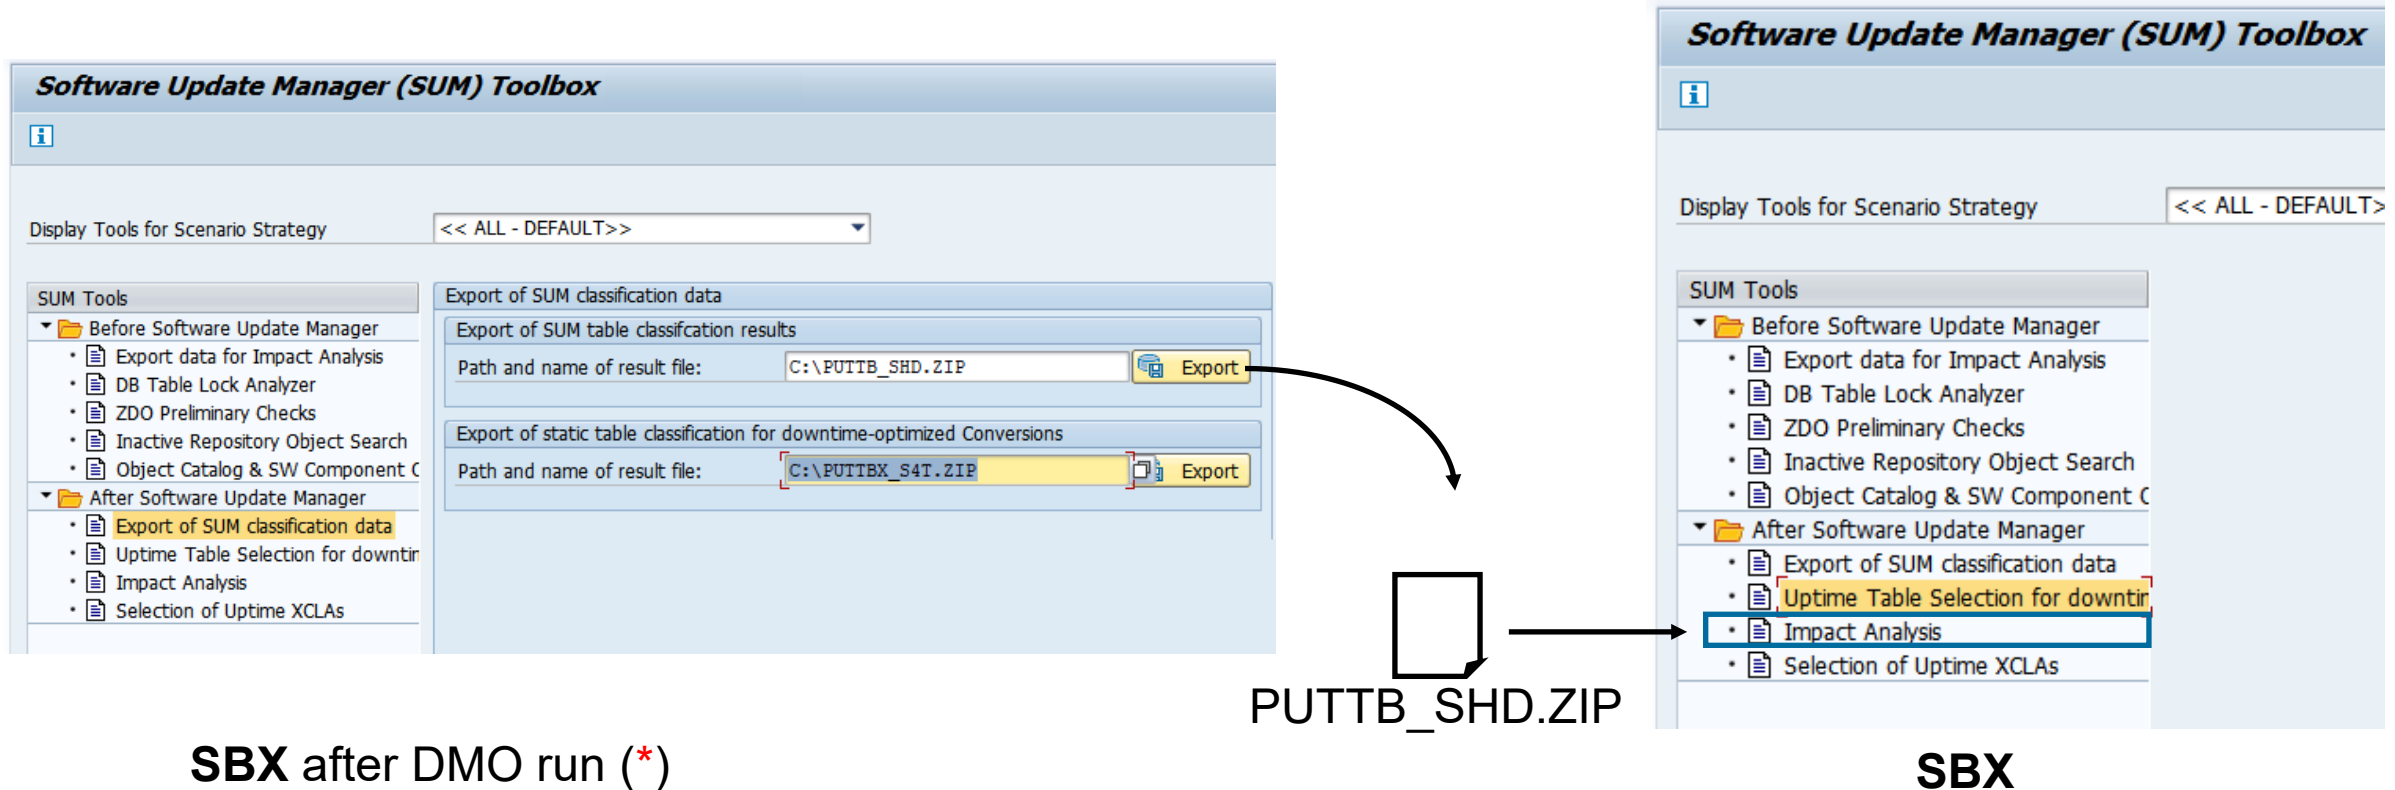 Software Update Manager (SUM) Toolbox
Display Tools for Scenario Strategy
<< ALL - DEFAULT>>
SUM Tools
Before Software Update Manager
Export data for Impact Analysis
DB Table Lock Analyzer
ZDO Preliminary Checks
Inactive Repository Object Search
Object Catalog & SW Component C
After Software Update Manager
Export of SUM classification data
Uptime Table Selection for downtin
Impact Analysis
Selection of Uptime XCLAs
Export of SUM classification data
Export of SUM table classifcation results
Path and name of result file:
C:\PUTTB_SHD.ZIP
Export
Export of static table classification for downtime-optimized Conversions
Path and name of result file:
C:\PUTTBX_S4T.ZIP
Export
SBX after DMO run (*)
PUTTB_SHD.ZIP
Software Update Manager (SUM) Toolbox
Display Tools for Scenario Strategy
<< ALL - DEFAULT>
SUM Tools
Before Software Update Manager
Export data for Impact Analysis
DB Table Lock Analyzer
ZDO Preliminary Checks
Inactive Repository Object Search
Object Catalog & SW Component C
After Software Update Manager
Export of SUM classification data
Uptime Table Selection for downtin
Impact Analysis
Selection of Uptime XCLAs
SBX